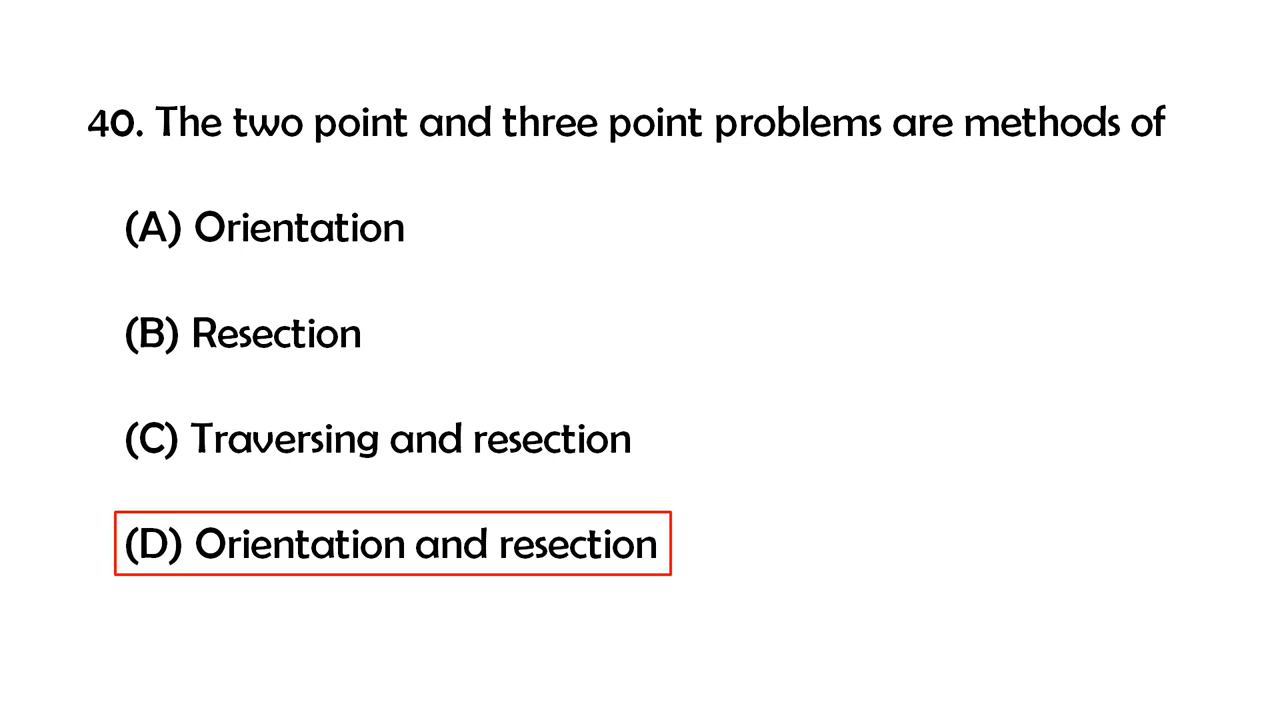 40. The two point and three point problems are methods of
(A) Orientation
(B) Resection
(C) Traversing and resection
(D) Orientation and resection